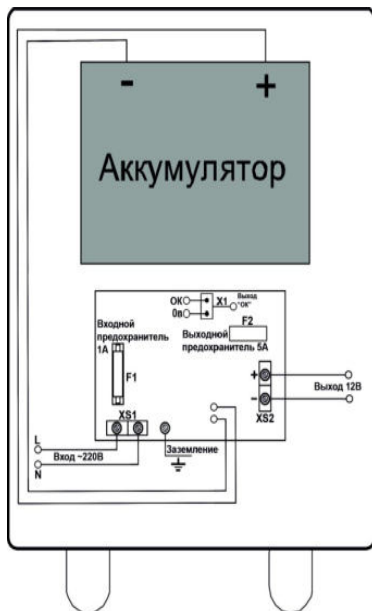 - +
Аккумулятор
ОК
0в
X1
Выход
"ОК"
F2
Входной
предохранитель
1А
Выходной
предохранитель 5А
F1
+
-
Выход 12В
XS1
XS2
L
N
Вход ~220В
Заземление